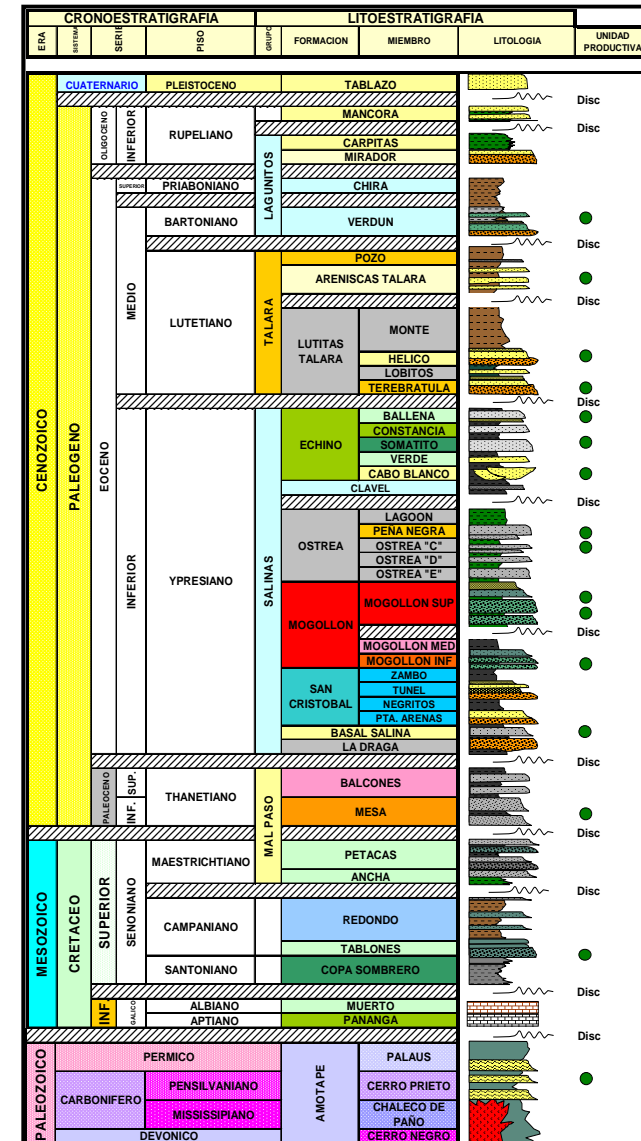 CRONOESTRATIGRAFIA LITOESTRATIGRAFIA
ERA SISTEMA SERIE PISO GRUPO FORMACION MIEMBRO LITOLOGIA UNIDAD PRODUCTIVA
CUATERNARIO PLEISTOCENO TABLAZO
Disc
CENOZOICO
PALEOGENO
OLIGOCENO
INFERIOR
RUPELIANO
MANCORA
Disc
LAGUNITOS
CARPITAS
MIRADOR
EOCENO
SUPERIOR
PRIABONIANO
CHIRA
MEDIO
BARTONIANO
VERDUN
Disc
LUTETIANO
TALARA
POZO
ARENISCAS TALARA
Disc
LUTITAS TALARA
MONTE
HELICO
LOBITOS
TEREBRATULA
Disc
INFERIOR
YPRESIANO
SALINAS
ECHINO
BALLENA
CONSTANCIA
SOMATITO
VERDE
CABO BLANCO
CLAVEL
Disc
OSTREA
LAGOON
PEÑA NEGRA
OSTREA "C"
OSTREA "D"
OSTREA "E"
MOGOLLON
MOGOLLON SUP
Disc
MOGOLLON MED
MOGOLLON INF
SAN CRISTOBAL
ZAMBO
TUNEL
NEGRITOS
PTA. ARENAS
BASAL SALINA
LA DRAGA
Disc
PALEOCENO
SUP.
INF.
THANETIANO
MAL PASO
BALCONES
MESA
Disc
MESOZOICO
CRETACEO
SUPERIOR
SENONIANO
MAESTRICHTIANO
PETACAS
ANCHA
Disc
CAMPANIANO
REDONDO
TABLONES
SANTONIANO
COPA SOMBRERO
Disc
INF.
GALICO
ALBIANO
MUERTO
APTIANO
PANANGA
Disc
PALEOZOICO
PERMICO
AMOTAPE
PALAUS
CARBONIFERO
PENSILVANIANO
CERRO PRIETO
MISSISSIPIANO
CHALECO DE PAÑO
DEVONICO
CERRO NEGRO